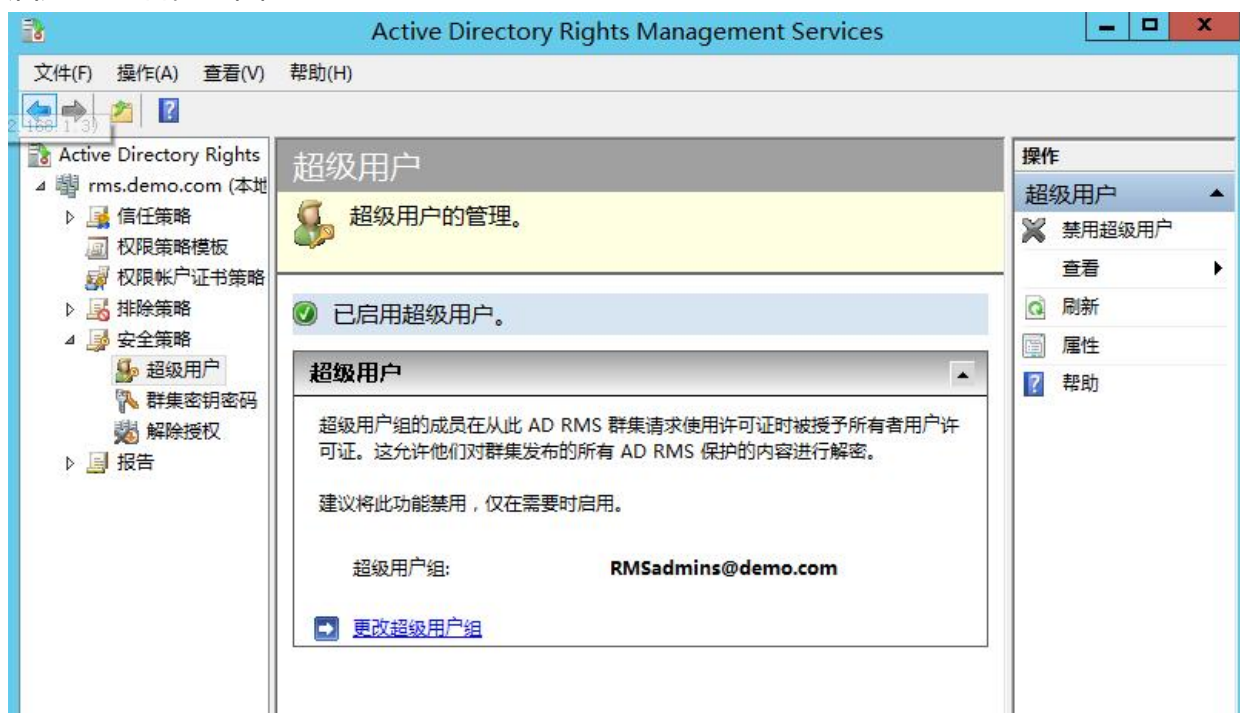 Active Directory Rights Management Services
文件(F) 操作(A) 查看(V) 帮助(H)
168.1.3)
Active Directory Rights
rms.demo.com (本地
信任策略
权限策略模板
权限帐户证书策略
排除策略
安全策略
超级用户
群集密钥密码
解除授权
报告
超级用户
超级用户的管理。
已启用超级用户。
超级用户
超级用户组的成员在从此 AD RMS 群集请求使用许可证时被授予所有者用户许
可证。这允许他们对群集发布的所有 AD RMS 保护的内容进行解密。
建议将此功能禁用，仅在需要时启用。
超级用户组: RMSadmins@demo.com
更改超级用户组
操作
超级用户
禁用超级用户
查看
刷新
属性
帮助